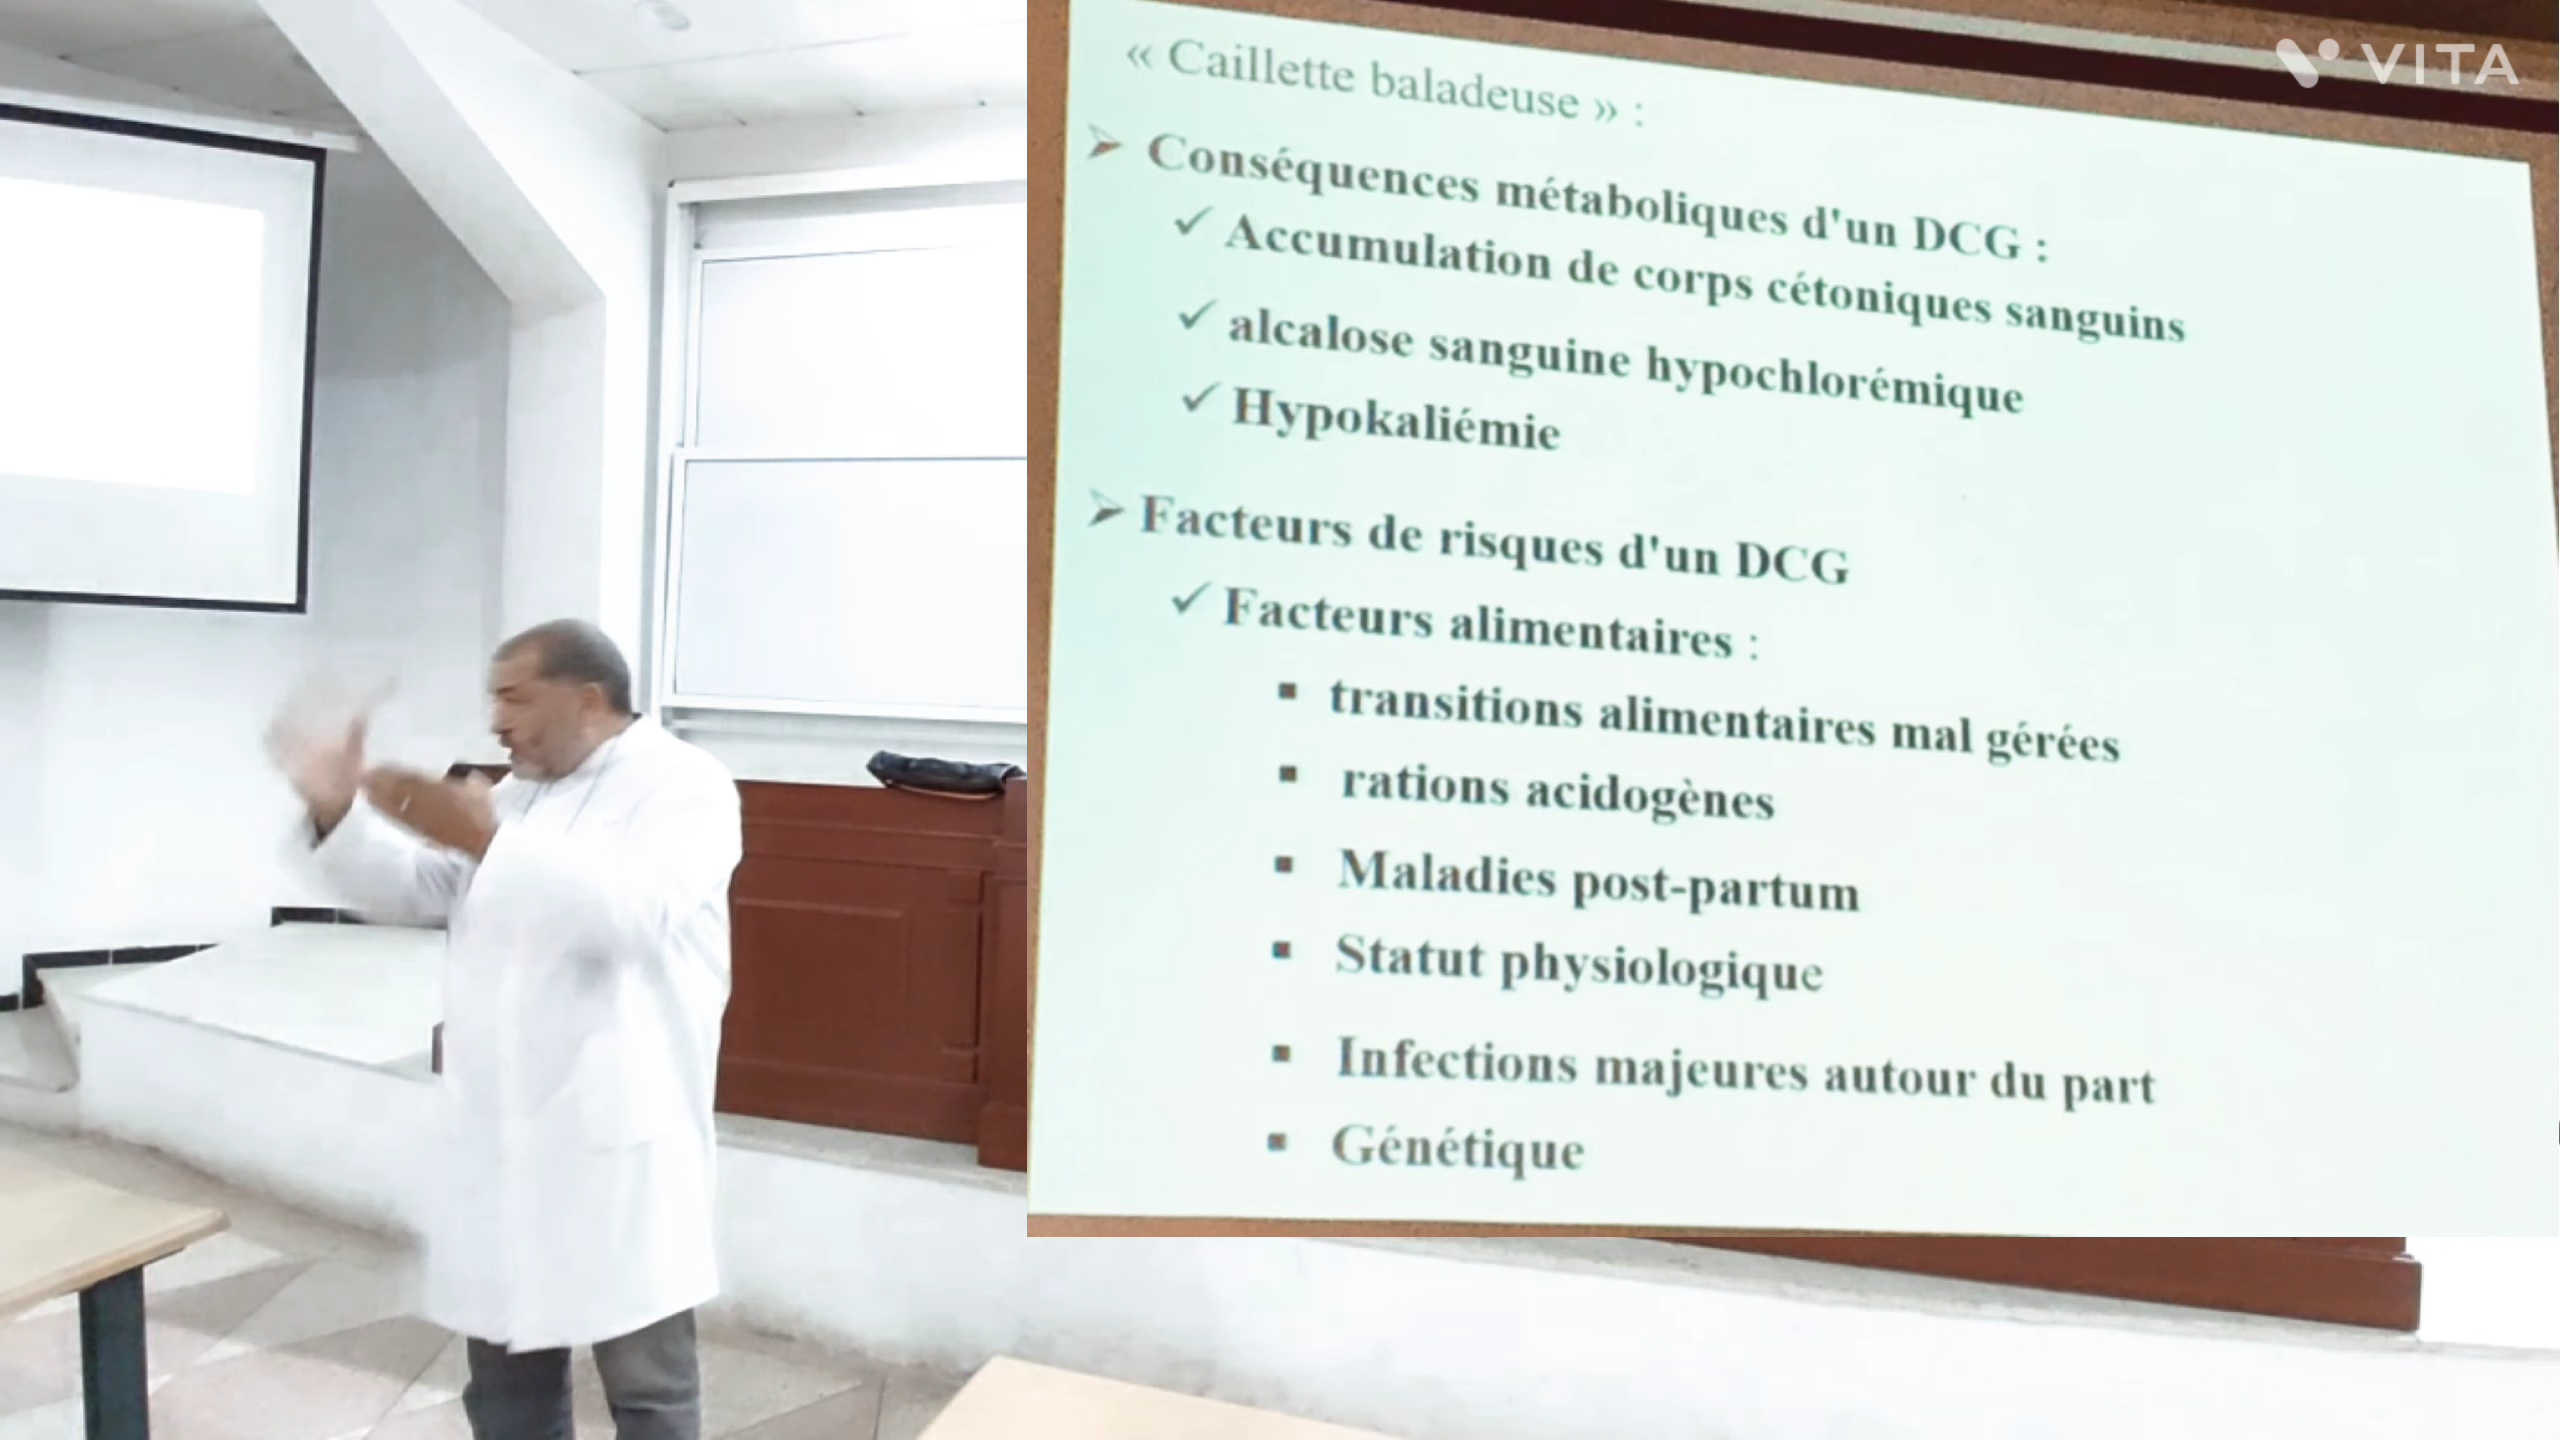 VITA
« Caillette baladeuse » :
Conséquences métaboliques d'un DCG :
Accumulation de corps cétoniques sanguins
alcalose sanguine hypochlorémique
Hypokaliémie
Facteurs de risques d'un DCG
Facteurs alimentaires :
transitions alimentaires mal gérées
rations acidogènes
Maladies post-partum
Statut physiologique
Infections majeures autour du part
Génétique